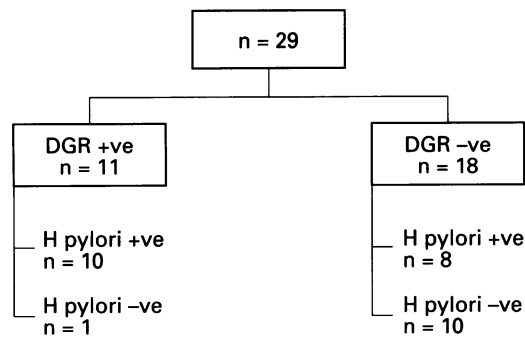 n = 29
DGR +ve
n = 11
H pylori +ve
n = 10
H pylori –ve
n = 1
DGR –ve
n = 18
H pylori +ve
n = 8
H pylori –ve
n = 10